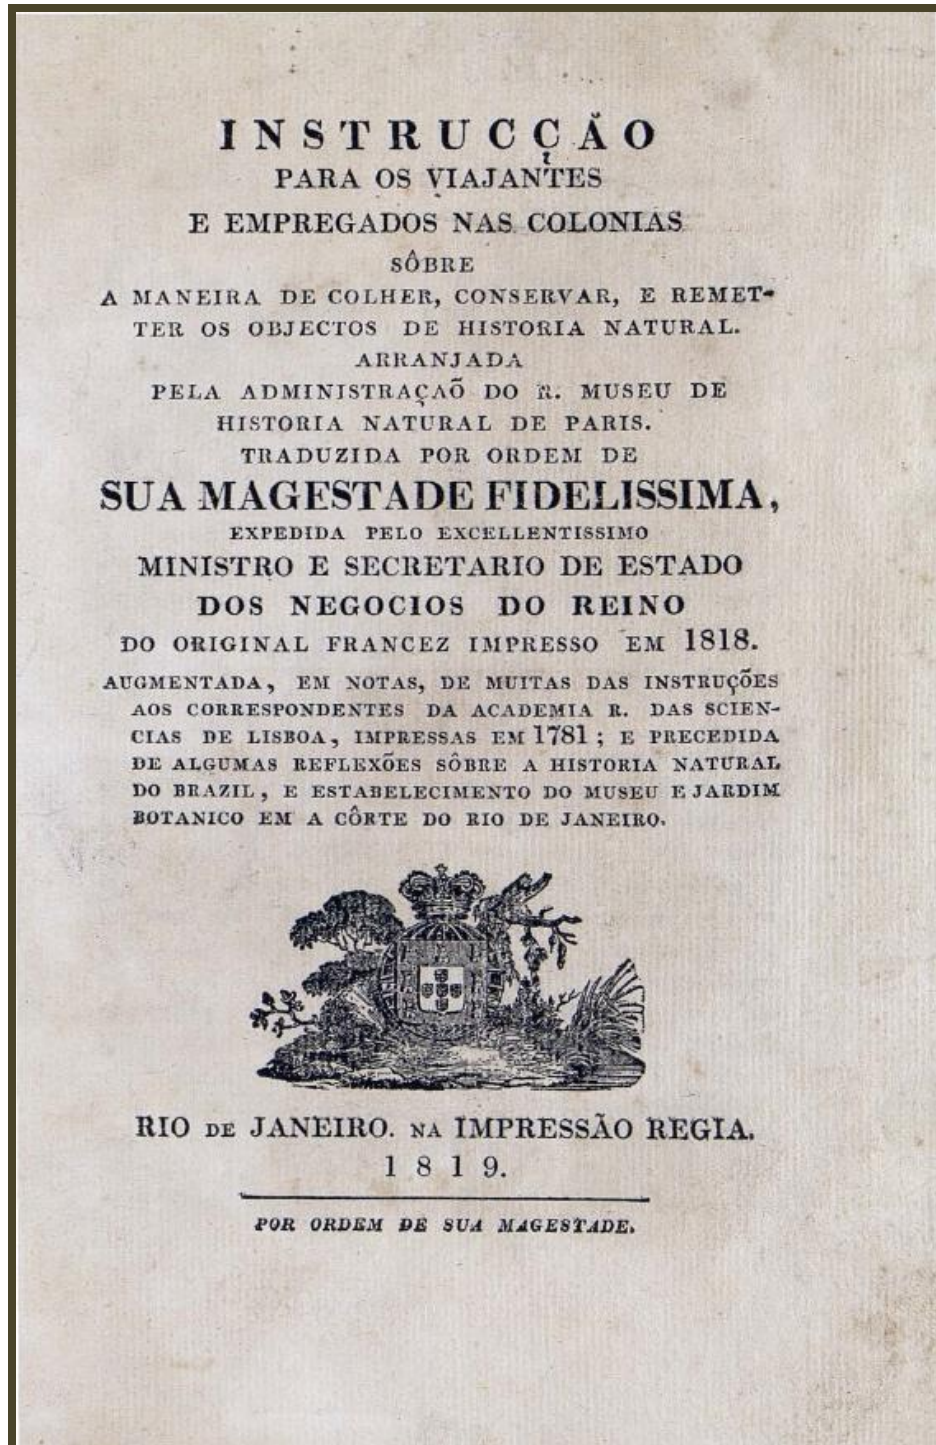 INSTRUCÇÃO
PARA OS VIAJANTES
E EMPREGADOS NAS COLONIAS
SÔBRE
A MANEIRA DE COLHER, CONSERVAR, E REMET-
TER OS OBJECTOS DE HISTORIA NATURAL.
ARRANJADA
PELA ADMINISTRAÇAÕ DO R. MUSEU DE
HISTORIA NATURAL DE PARIS.
TRADUZIDA POR ORDEM DE
SUA MAGESTADE FIDELISSIMA,
EXPEDIDA PELO EXCELLENTISSIMO
MINISTRO E SECRETARIO DE ESTADO
DOS NEGOCIOS DO REINO
DO ORIGINAL FRANCEZ IMPRESSO EM 1818.
AUGMENTADA, EM NOTAS, DE MUITAS DAS INSTRUÇÕES
AOS CORRESPONDENTES DA ACADEMIA R. DAS SCIEN-
CIAS DE LISBOA, IMPRESSAS EM 1781; E PRECEDIDA
DE ALGUMAS REFLEXÕES SÔBRE A HISTORIA NATURAL
DO BRAZIL, E ESTABELECIMENTO DO MUSEU E JARDIM
BOTANICO EM A CÔRTE DO RIO DE JANEIRO.
RIO DE JANEIRO. NA IMPRESSÃO REGIA.
1819.
POR ORDEM DE SUA MAGESTADE.